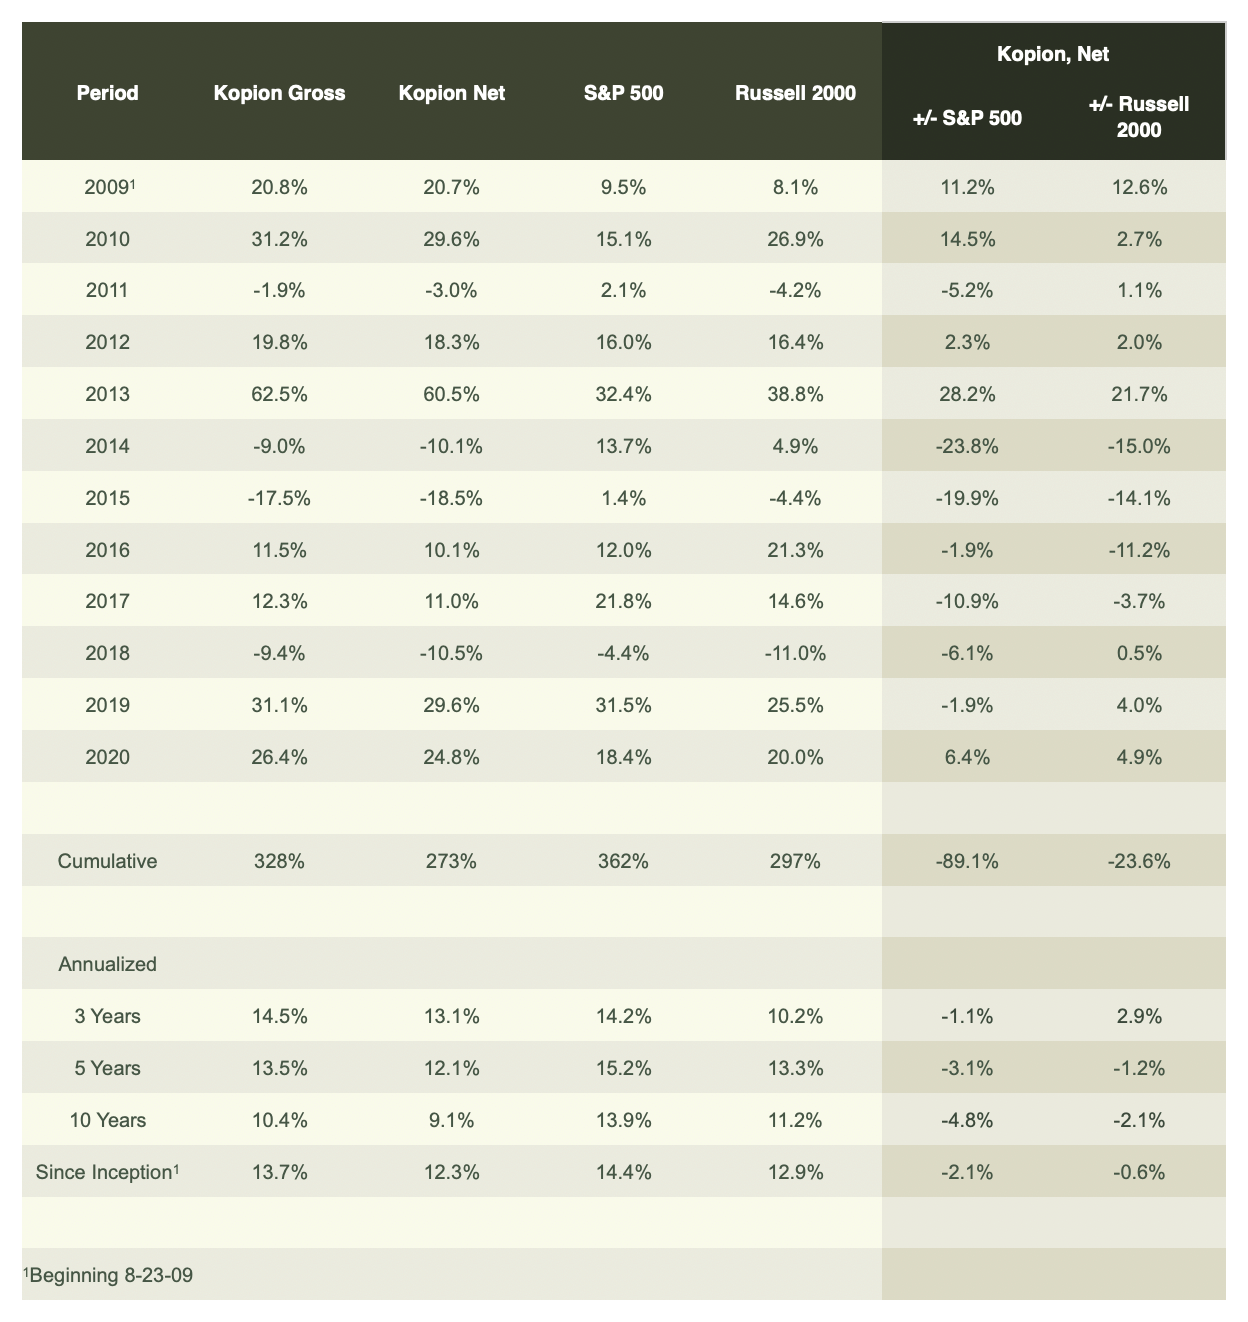 Kopion, Net
Period Kopion Gross Kopion Net S&P 500 Russell 2000 +/- S&P 500 +/- Russell
2000
2009¹ 20.8% 20.7% 9.5% 8.1% 11.2% 12.6%
2010 31.2% 29.6% 15.1% 26.9% 14.5% 2.7%
2011 -1.9% -3.0% 2.1% -4.2% -5.2% 1.1%
2012 19.8% 18.3% 16.0% 16.4% 2.3% 2.0%
2013 62.5% 60.5% 32.4% 38.8% 28.2% 21.7%
2014 -9.0% -10.1% 13.7% 4.9% -23.8% -15.0%
2015 -17.5% -18.5% 1.4% -4.4% -19.9% -14.1%
2016 11.5% 10.1% 12.0% 21.3% -1.9% -11.2%
2017 12.3% 11.0% 21.8% 14.6% -10.9% -3.7%
2018 -9.4% -10.5% -4.4% -11.0% -6.1% 0.5%
2019 31.1% 29.6% 31.5% 25.5% -1.9% 4.0%
2020 26.4% 24.8% 18.4% 20.0% 6.4% 4.9%
Cumulative 328% 273% 362% 297% -89.1% -23.6%
Annualized
3 Years 14.5% 13.1% 14.2% 10.2% -1.1% 2.9%
5 Years 13.5% 12.1% 15.2% 13.3% -3.1% -1.2%
10 Years 10.4% 9.1% 13.9% 11.2% -4.8% -2.1%
Since Inception¹ 13.7% 12.3% 14.4% 12.9% -2.1% -0.6%
¹Beginning 8-23-09